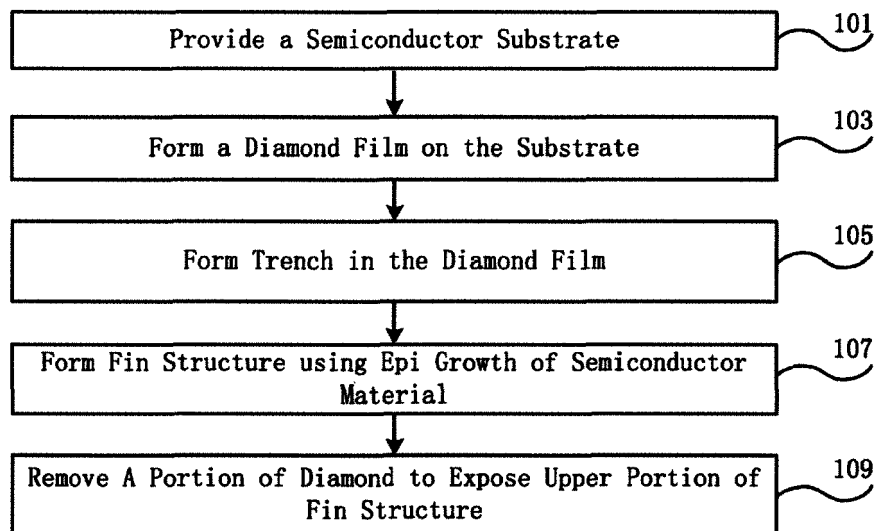 Provide a Semiconductor Substrate
101
Form a Diamond Film on the Substrate
103
Form Trench in the Diamond Film
105
Form Fin Structure using Epi Growth of Semiconductor
Material
107
Remove A Portion of Diamond to Expose Upper Portion of
Fin Structure
109